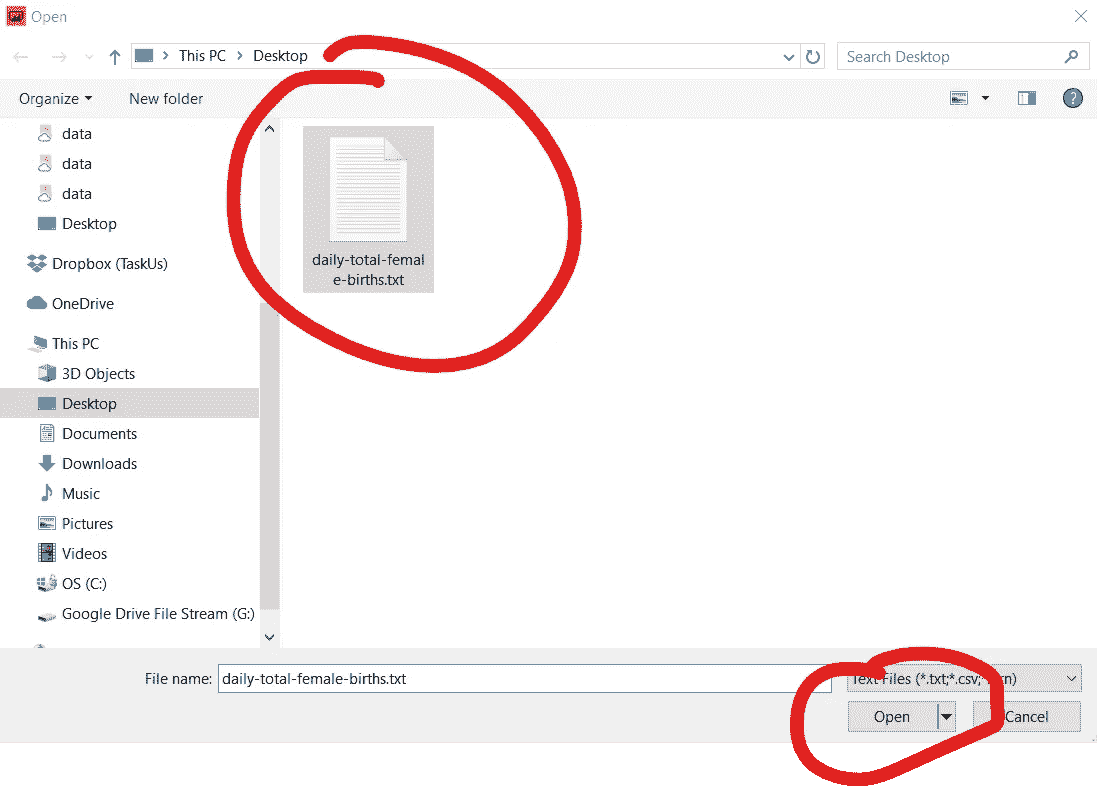 Open
This PC > Desktop
Search Desktop
Organize
New folder
?
data
data
data
Desktop
Dropbox (TaskUs)
OneDrive
This PC
3D Objects
Desktop
Documents
Downloads
Music
Pictures
Videos
OS (C:)
Google Drive File Stream (G:)
daily-total-femal
e-births.txt
File name: daily-total-female-births.txt
Text Files (*.txt;*.csv;
Open
Cancel